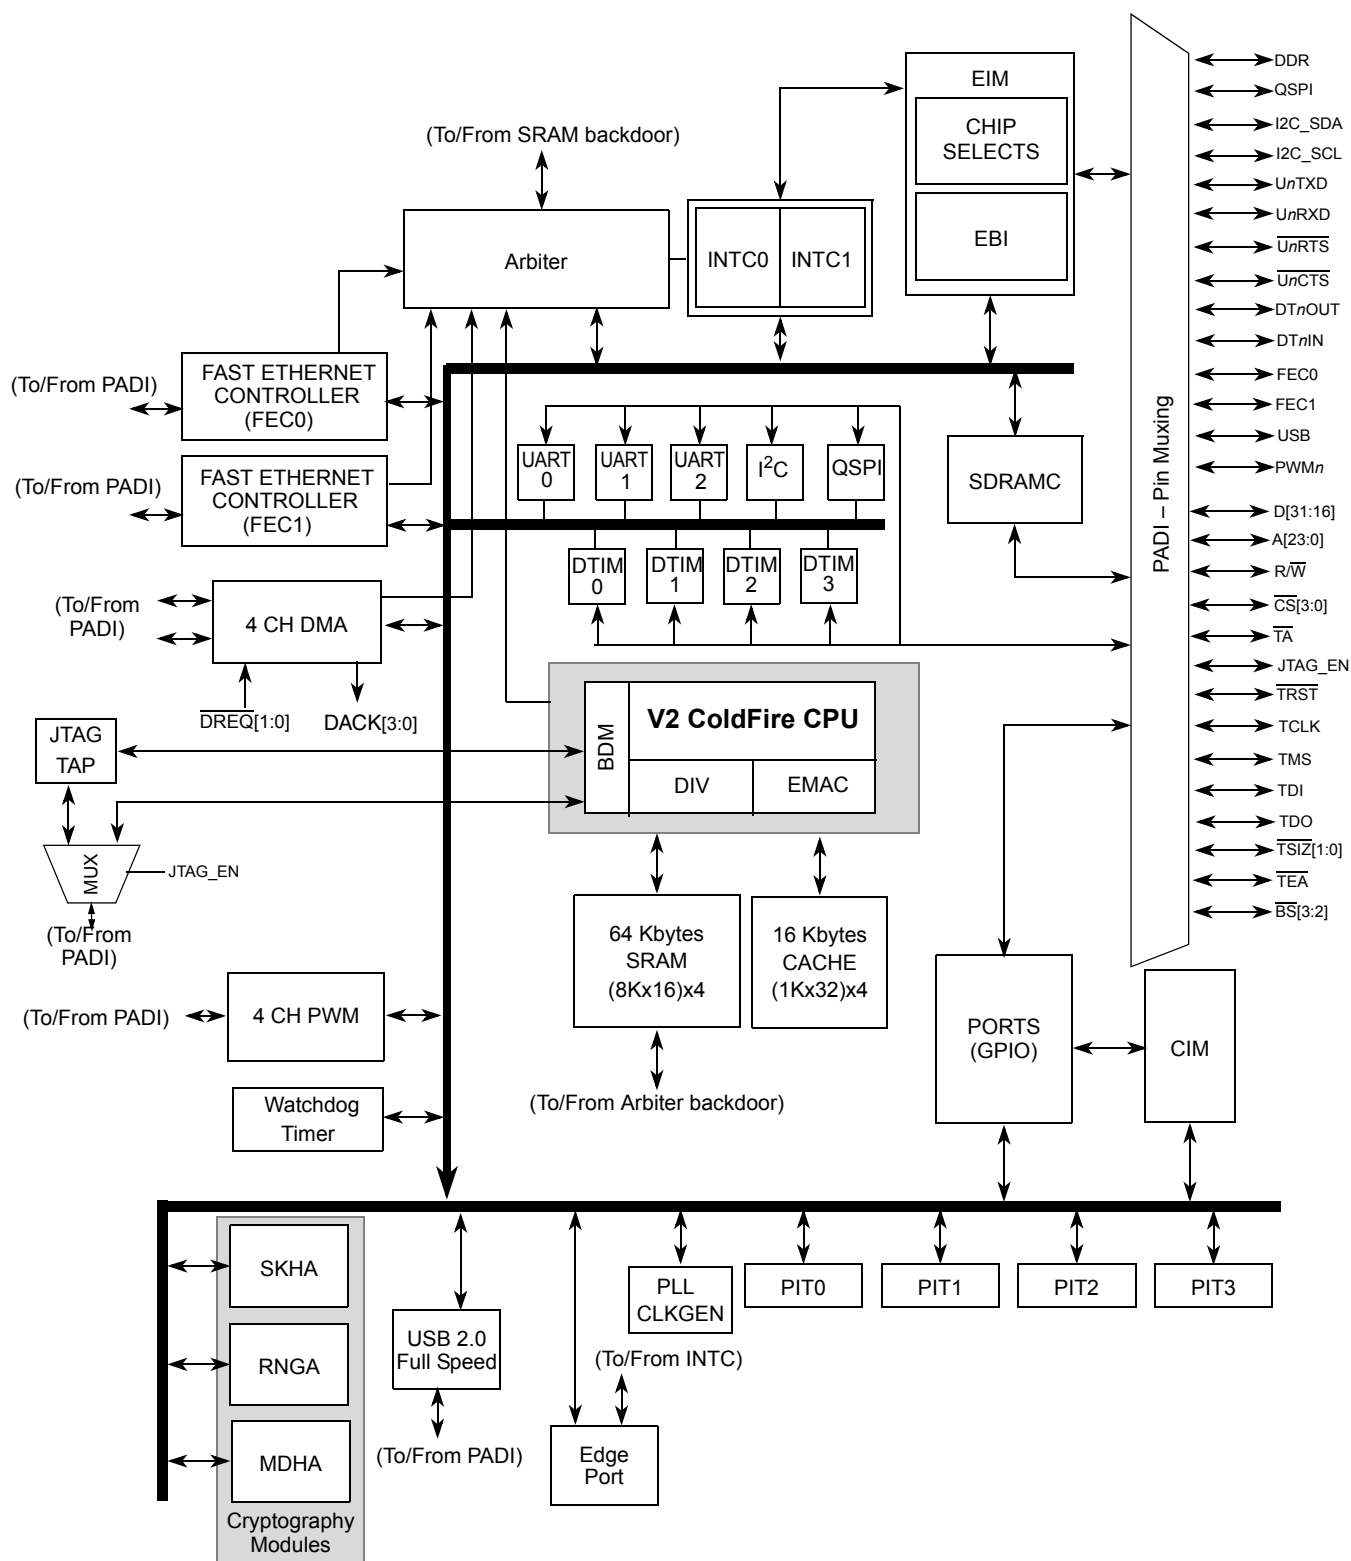 EIM
CHIP
SELECTS
EBI
(To/From SRAM backdoor)
Arbiter
INTC0
INTC1
(To/From PADI)
FAST ETHERNET
CONTROLLER
(FEC0)
(To/From PADI)
FAST ETHERNET
CONTROLLER
(FEC1)
UART
0
UART
1
UART
2
I²C
QSPI
SDRAMC
DTIM
0
DTIM
1
DTIM
2
DTIM
3
(To/From
PADI)
4 CH DMA
DREQ[1:0]
DACK[3:0]
JTAG
TAP
BDM
V2 ColdFire CPU
DIV
EMAC
MUX
JTAG_EN
(To/From
PADI)
64 Kbytes
SRAM
(8Kx16)x4
16 Kbytes
CACHE
(1Kx32)x4
(To/From PADI)
4 CH PWM
PORTS
(GPIO)
CIM
(To/From Arbiter backdoor)
Watchdog
Timer
SKHA
RNGA
MDHA
Cryptography
Modules
USB 2.0
Full Speed
(To/From PADI)
PLL
CLKGEN
(To/From INTC)
Edge
Port
PIT0
PIT1
PIT2
PIT3
PADI – Pin Muxing
DDR
QSPI
I2C_SDA
I2C_SCL
UnTXD
UnRXD
UnRTS
UnCTS
DTnOUT
DTnIN
FEC0
FEC1
USB
PWMn
D[31:16]
A[23:0]
R/W
CS[3:0]
TA
JTAG_EN
TRST
TCLK
TMS
TDI
TDO
TSIZ[1:0]
TEA
BS[3:2]